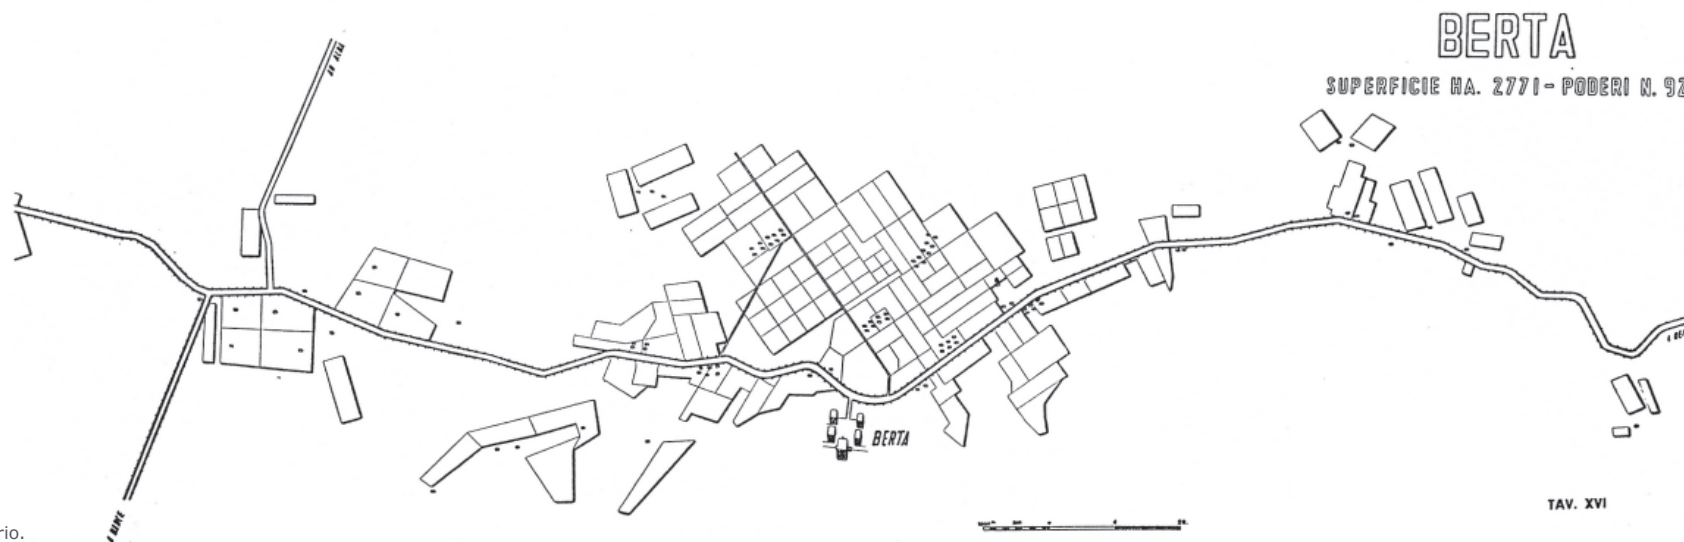 BERTA
SUPERFICIE HA. 2771 - PODERI N. 92
BERTA
TAV. XVI
rio.